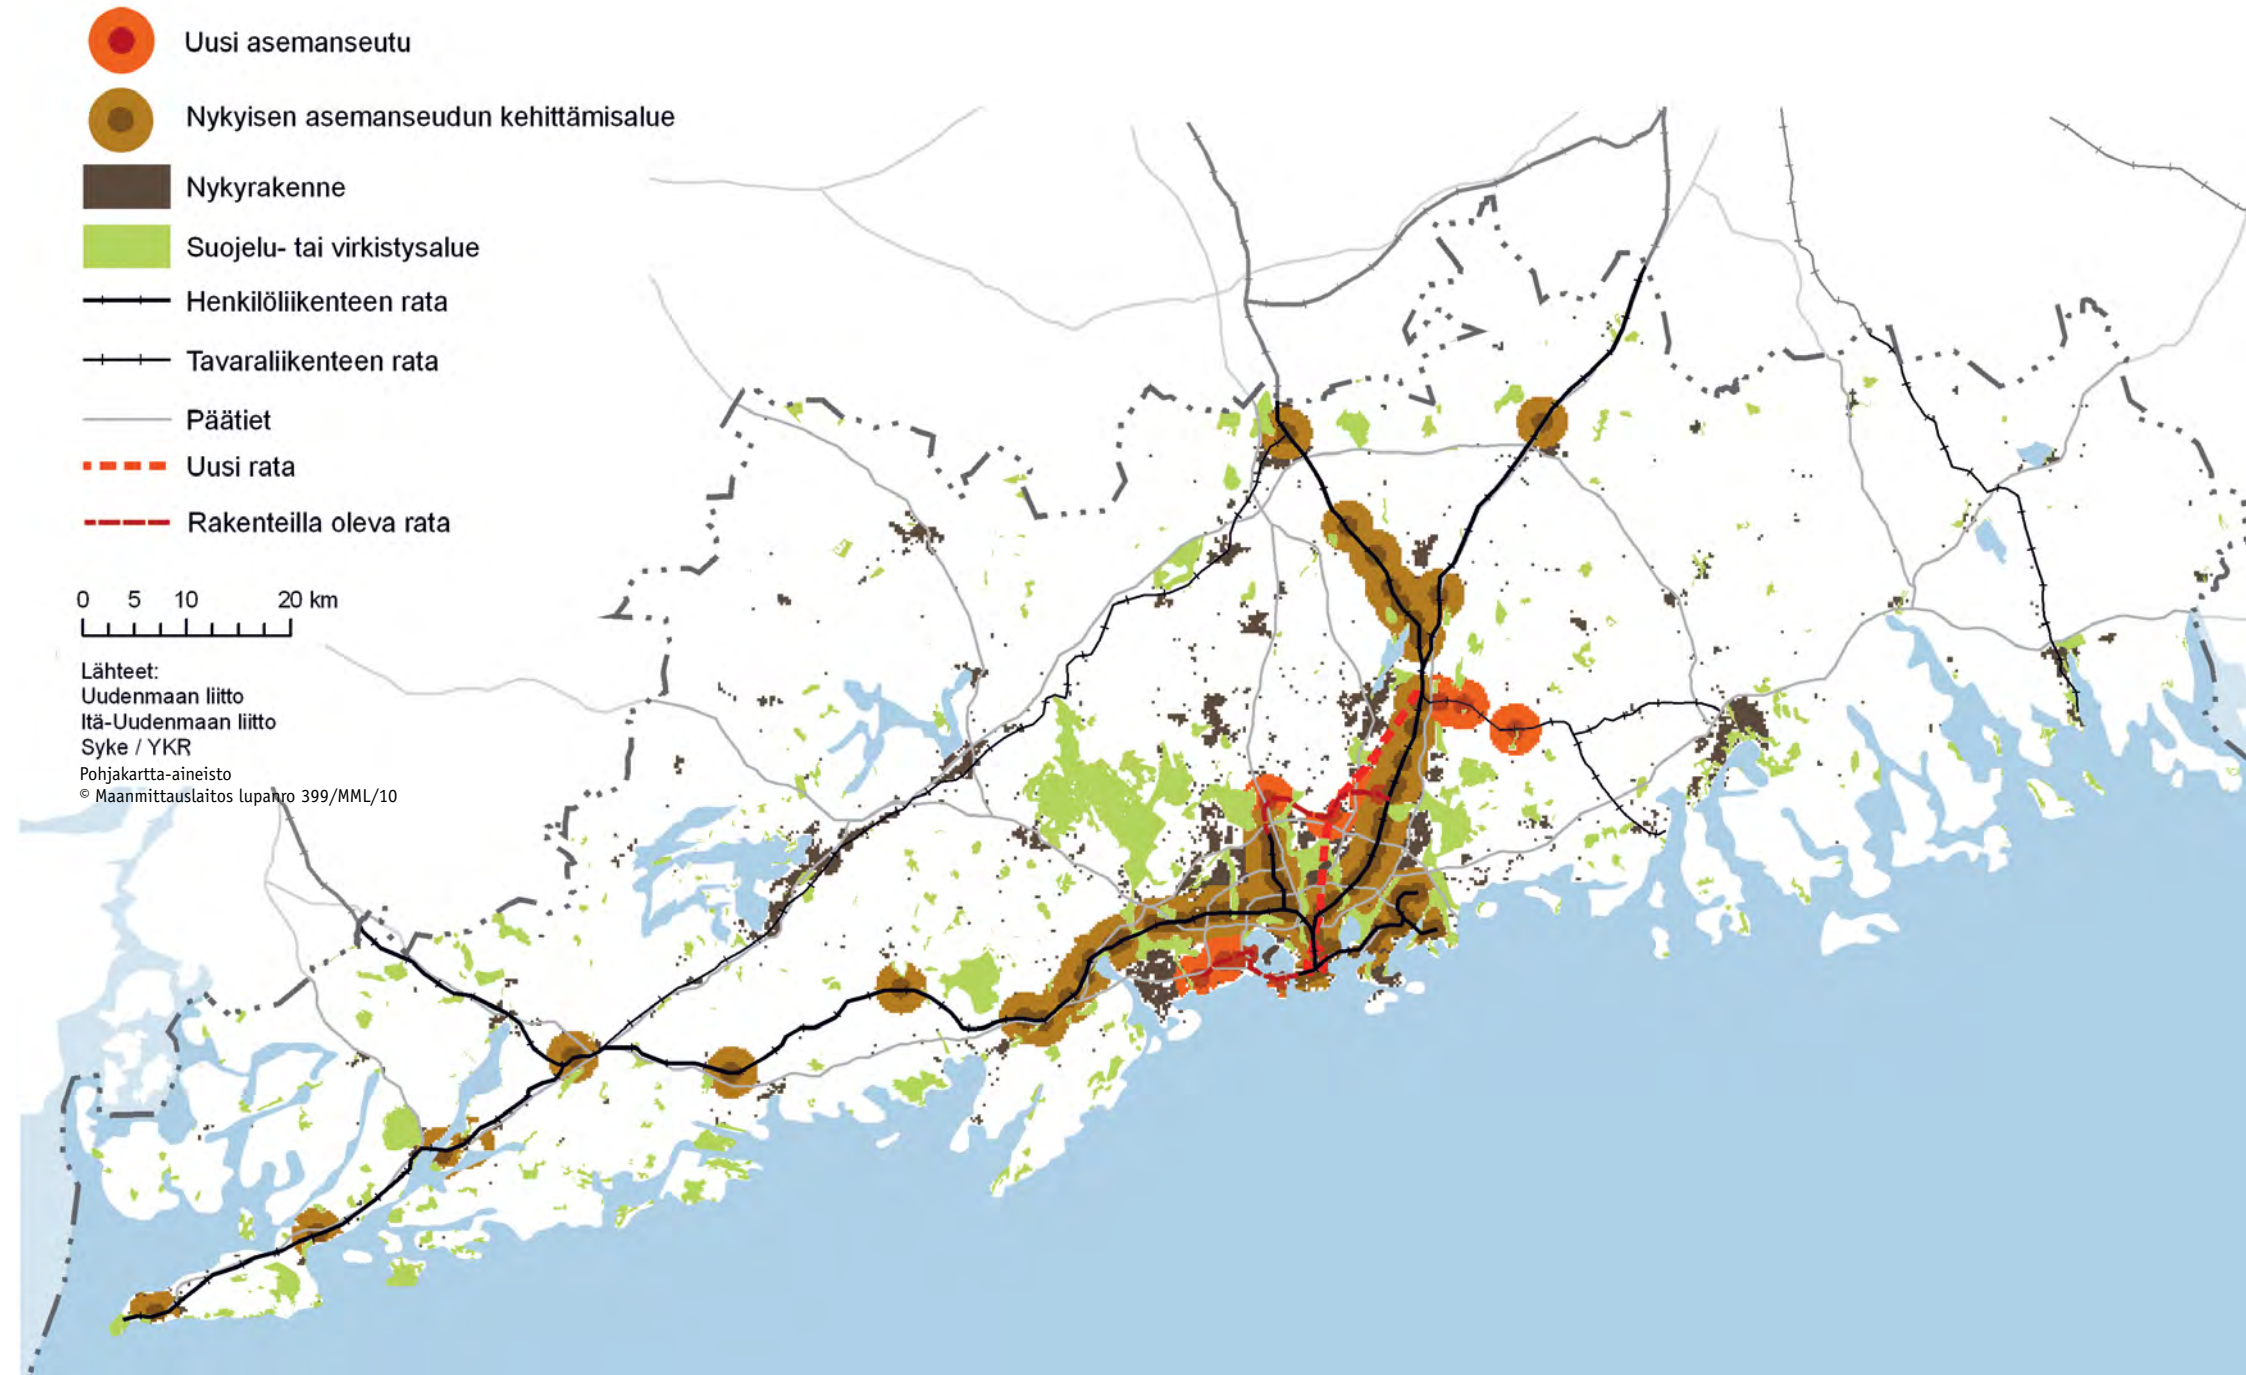 Uusi asemanseutu
Nykyisen asemanseudun kehittämisalue
Nykyrakenne
Suojelu- tai virkistysalue
Henkilöliikenteen rata
Tavaraliikenteen rata
Päätiet
Uusi rata
Rakenteilla oleva rata
0 5 10 20 km
Lähteet:
Uudenmaan liitto
Itä-Uudenmaan liitto
Syke / YKR
Pohjakartta-aineisto
© Maanmittauslaitos lupanro 399/MML/10